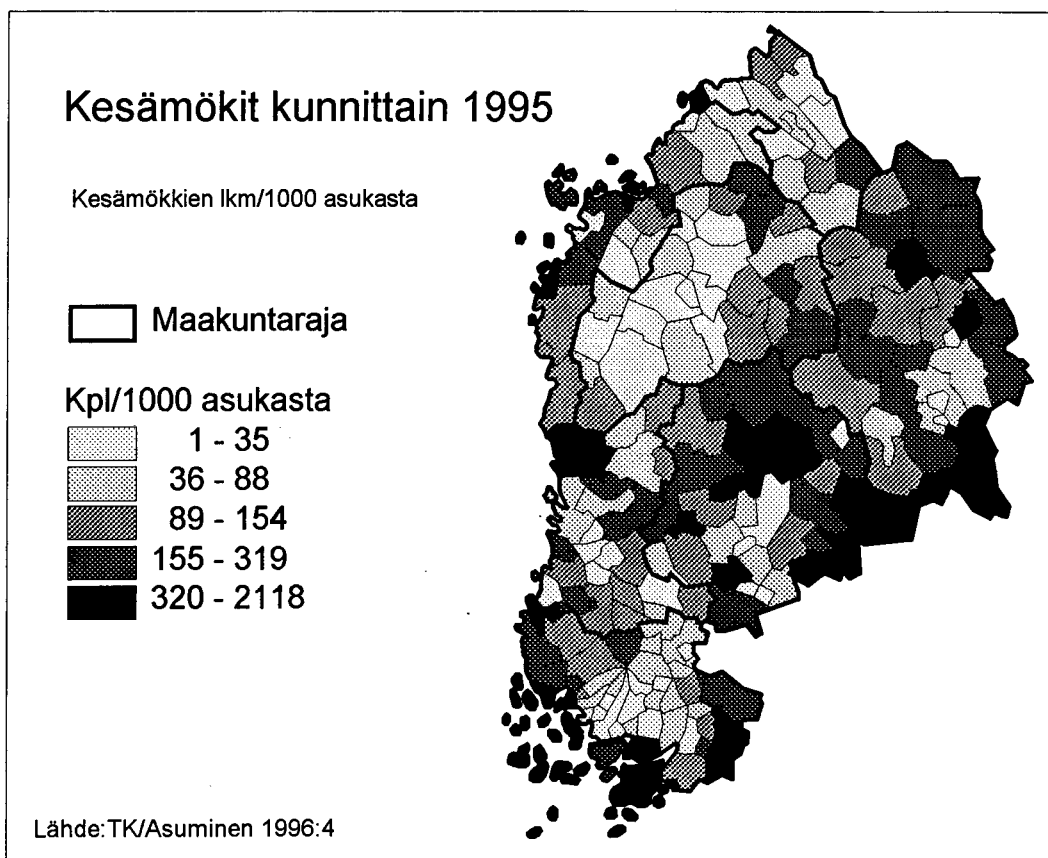 Kesämökit kunnittain 1995
Kesämökkien lkm/1000 asukasta
Maakuntaraja
Kpl/1000 asukasta
1 - 35
36 - 88
89 - 154
155 - 319
320 - 2118
Lähde:TK/Asuminen 1996:4